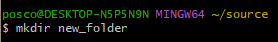 posco@DESKTOP-N5P5N9N MINGW64 ~/source
$ mkdir new_folder